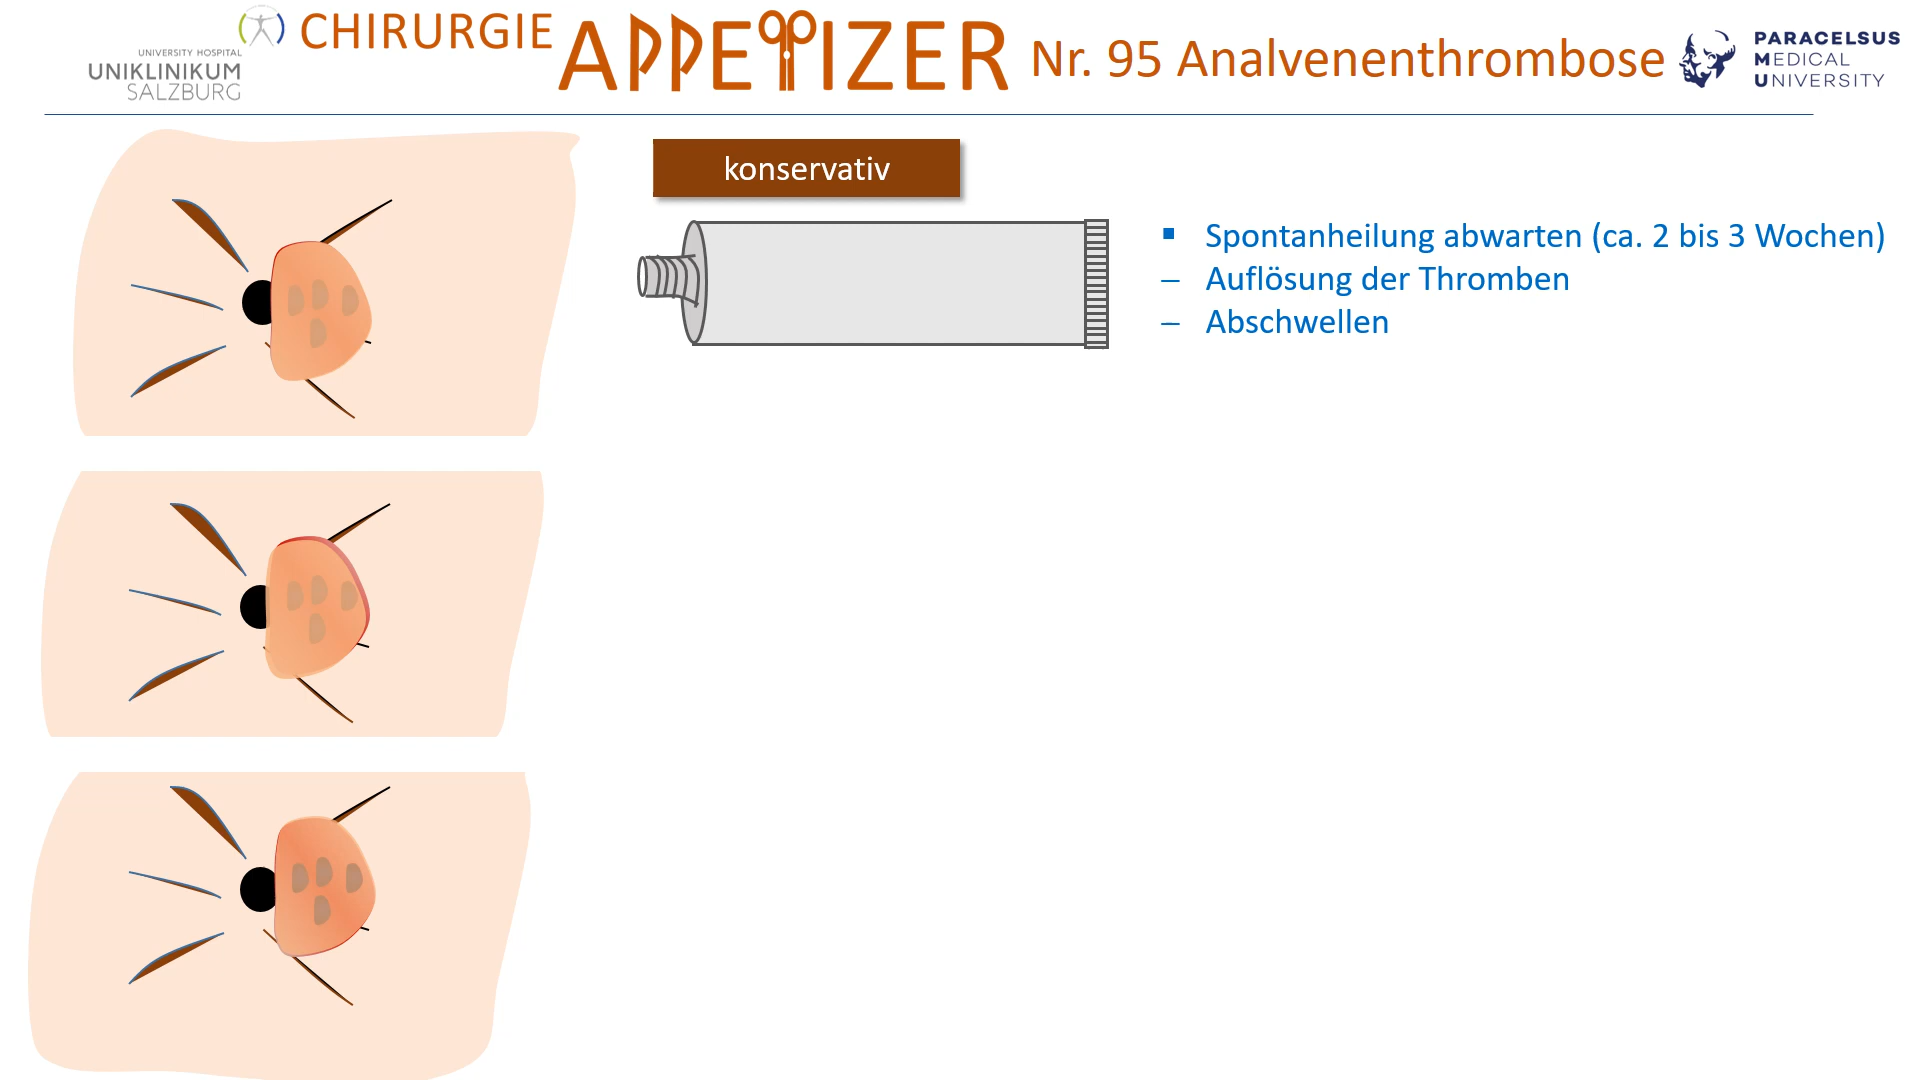 UNIVERSITY HOSPITAL
UNIKLINIKUM
SALZBURG
CHIRURGIE APPETIZER Nr. 95 Analvenenthrombose
PARACELSUS
MEDICAL
UNIVERSITY
konservativ
▪ Spontanheilung abwarten (ca. 2 bis 3 Wochen)
– Auflösung der Thromben
– Abschwellen